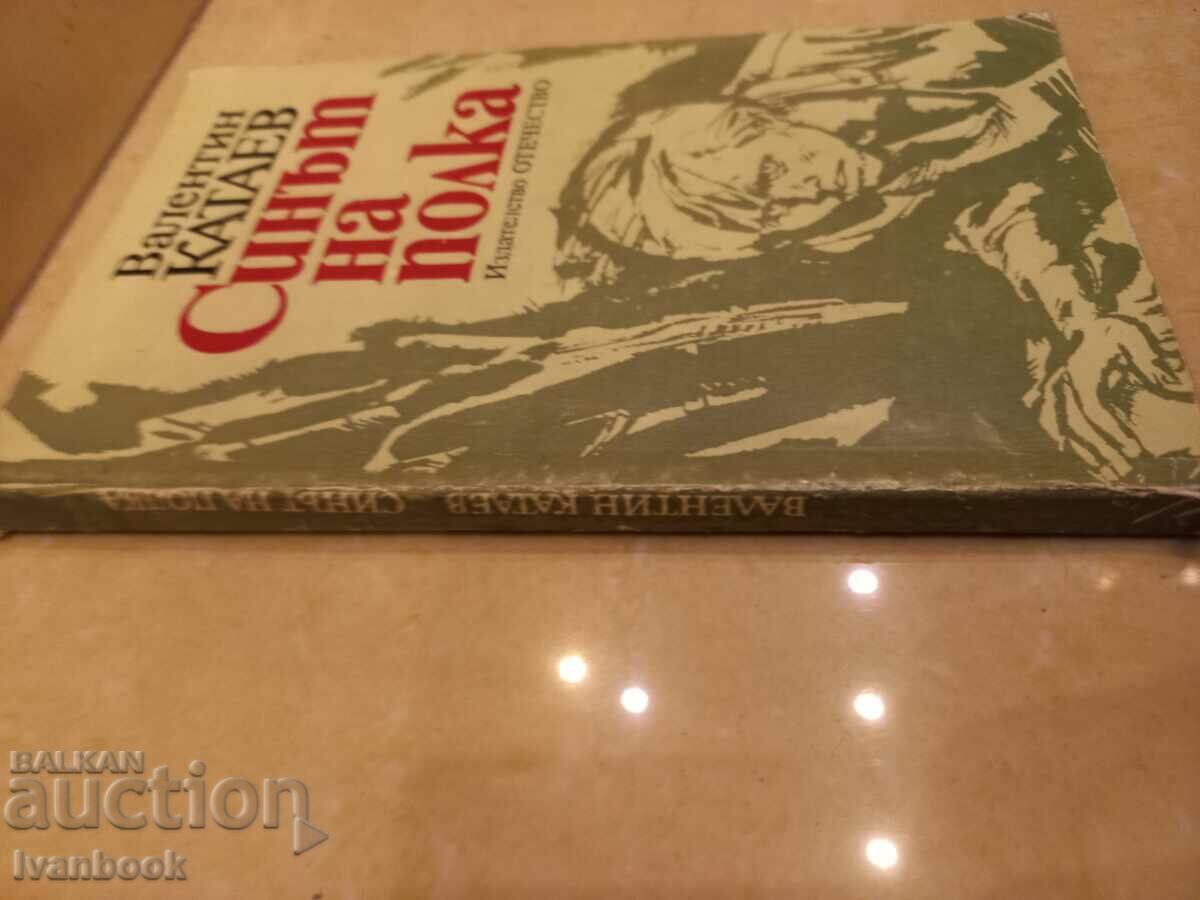 Валентин
КАТАЕВ
Синът
на
полка
Издателство ОТЕЧЕСТВО
ВАЛЕНТИН КАТАЕВ СИНЪТ НА ПОЛКА
BALKAN
auction
Ivanbook